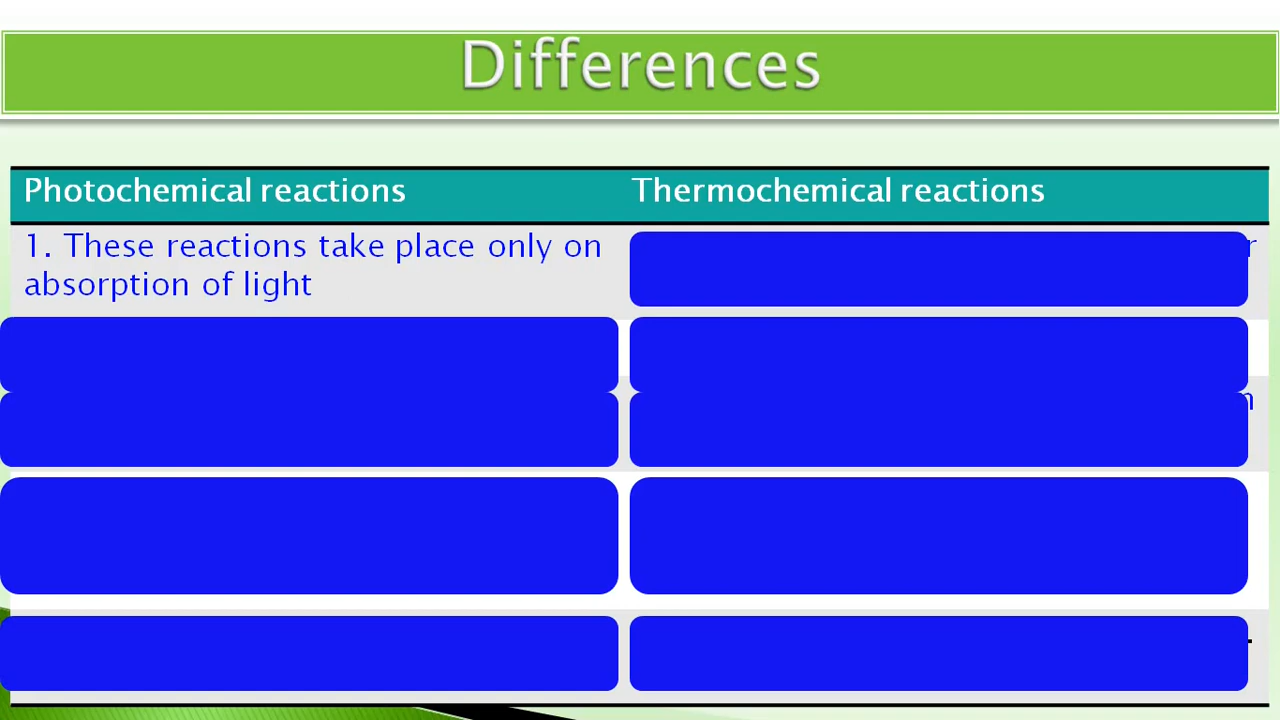 Differences
Photochemical reactions
Thermochemical reactions
1. These reactions take place only on
absorption of light